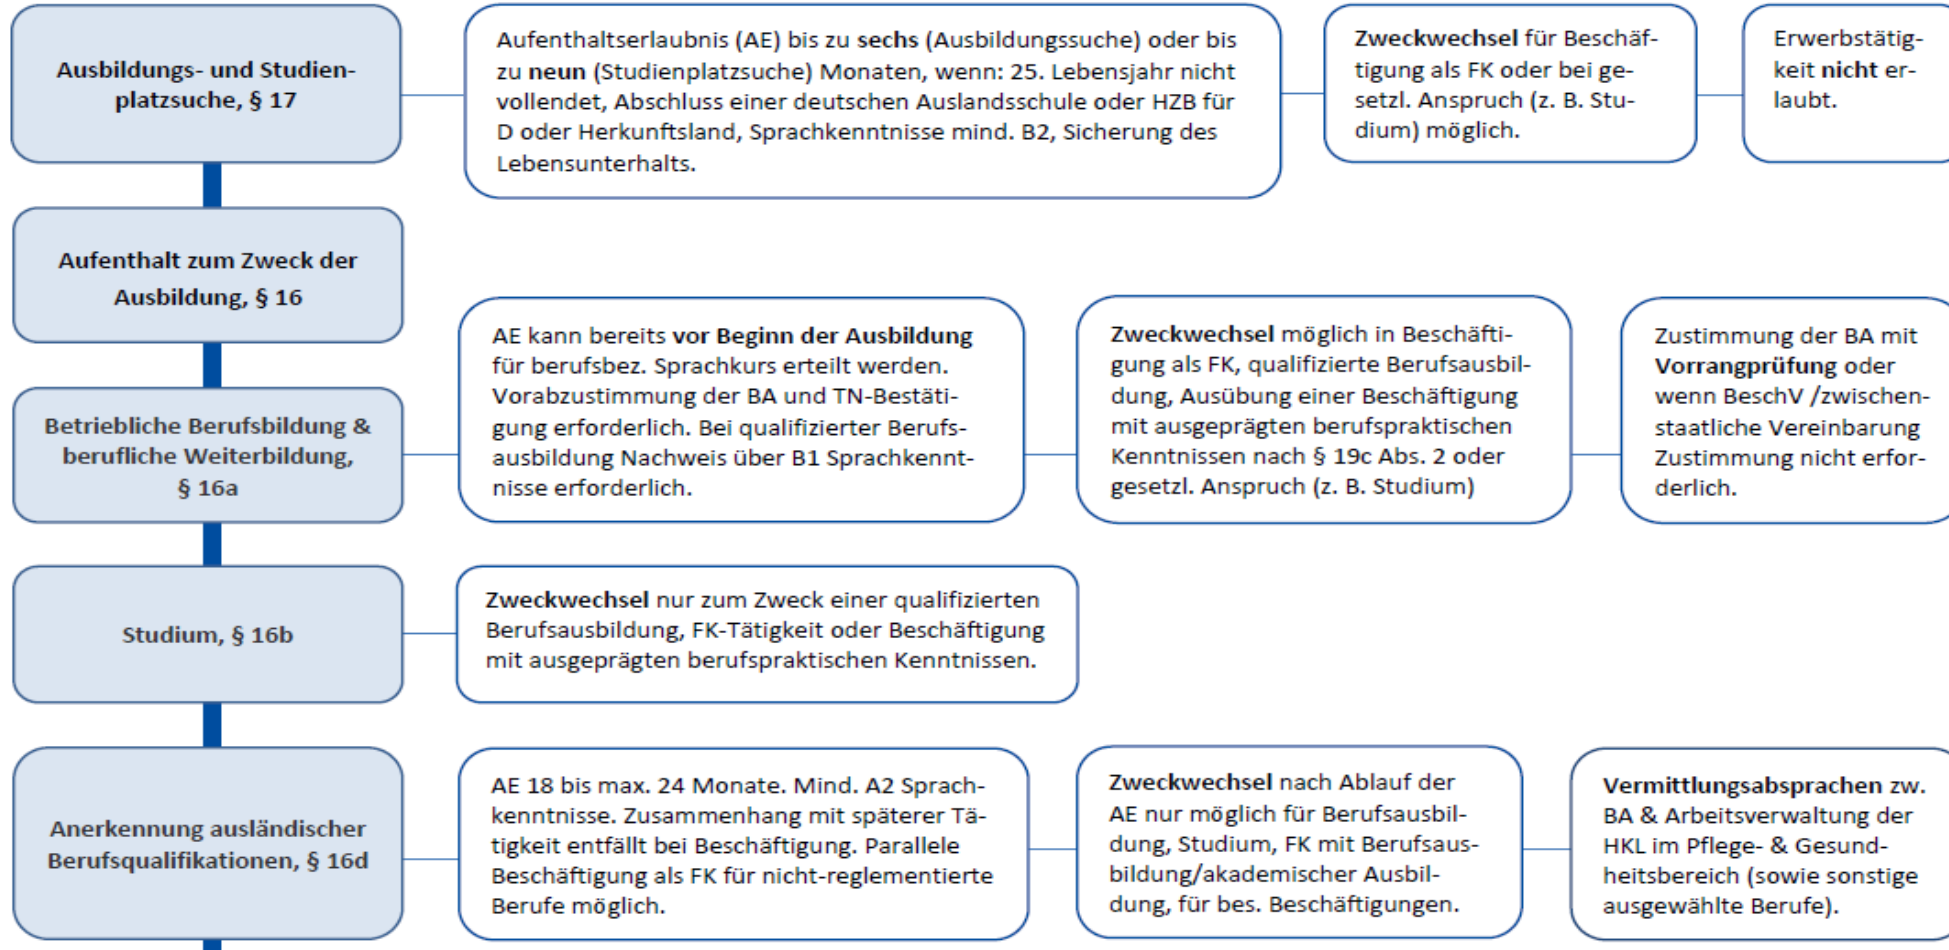 Ausbildungs- und Studien-
platzsuche, § 17
Aufenthaltserlaubnis (AE) bis zu sechs (Ausbildungssuche) oder bis
zu neun (Studienplatzsuche) Monaten, wenn: 25. Lebensjahr nicht
vollendet, Abschluss einer deutschen Auslandsschule oder HZB für
D oder Herkunftsland, Sprachkenntnisse mind. B2, Sicherung des
Lebensunterhalts.
Zweckwechsel für Beschäf-
tigung als FK oder bei ge-
setzl. Anspruch (z. B. Stu-
dium) möglich.
Erwerbstätig-
keit nicht er-
laubt.
Aufenthalt zum Zweck der
Ausbildung, § 16
Betriebliche Berufsbildung &
berufliche Weiterbildung,
§ 16a
AE kann bereits vor Beginn der Ausbildung
für berufsbez. Sprachkurs erteilt werden.
Vorabzustimmung der BA und TN-Bestäti-
gung erforderlich. Bei qualifizierter Berufs-
ausbildung Nachweis über B1 Sprachkennt-
nisse erforderlich.
Zweckwechsel möglich in Beschäfti-
gung als FK, qualifizierte Berufsausbil-
dung, Ausübung einer Beschäftigung
mit ausgeprägten berufspraktischen
Kenntnissen nach § 19c Abs. 2 oder
gesetzl. Anspruch (z. B. Studium)
Zustimmung der BA mit
Vorrangprüfung oder
wenn BeschV /zwischen-
staatliche Vereinbarung
Zustimmung nicht erfor-
derlich.
Studium, § 16b
Zweckwechsel nur zum Zweck einer qualifizierten
Berufsausbildung, FK-Tätigkeit oder Beschäftigung
mit ausgeprägten berufspraktischen Kenntnissen.
Anerkennung ausländischer
Berufsqualifikationen, § 16d
AE 18 bis max. 24 Monate. Mind. A2 Sprach-
kenntnisse. Zusammenhang mit späterer Tä-
tigkeit entfällt bei Beschäftigung. Parallele
Beschäftigung als FK für nicht-reglementierte
Berufe möglich.
Zweckwechsel nach Ablauf der
AE nur möglich für Berufsausbil-
dung, Studium, FK mit Berufsaus-
bildung/akademischer Ausbil-
dung, für bes. Beschäftigungen.
Vermittlungsabsprachen zw.
BA & Arbeitsverwaltung der
HKL im Pflege- & Gesund-
heitsbereich (sowie sonstige
ausgewählte Berufe).